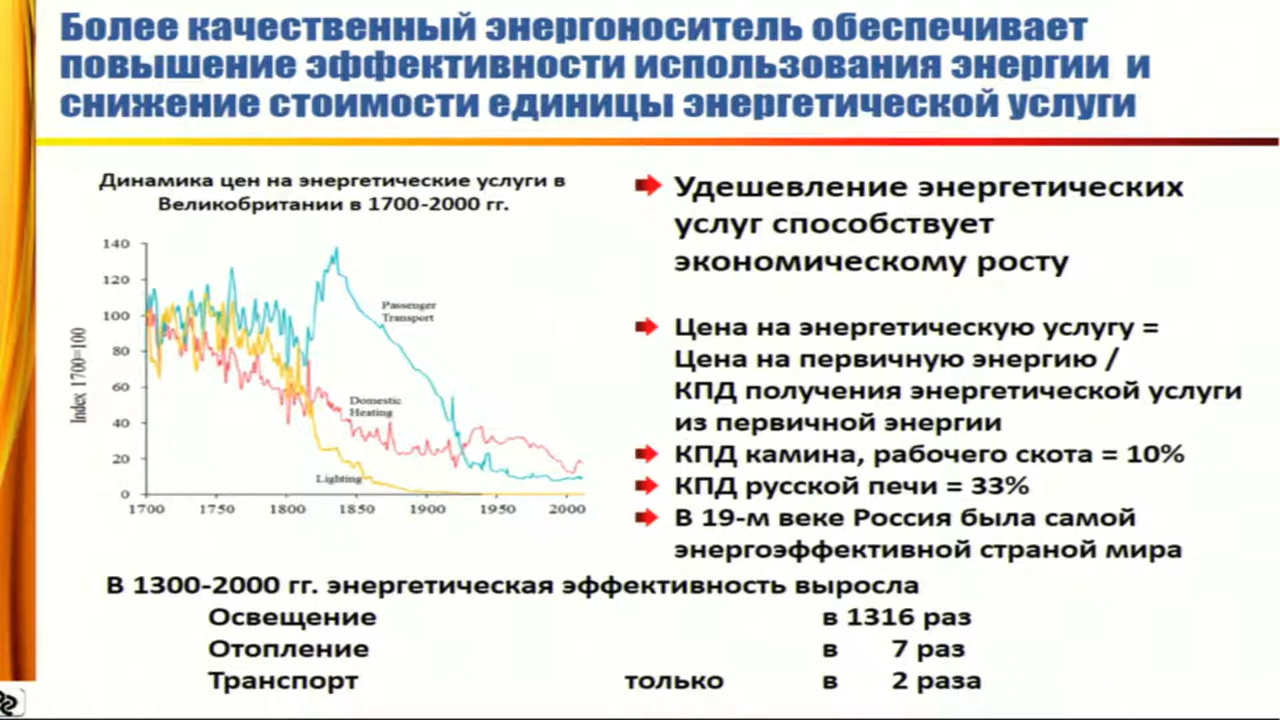 Более качественный энергоноситель обеспечивает
повышение эффективности использования энергии и
снижение стоимости единицы энергетической услуги
Динамика цен на энергетические услуги в
Великобритании в 1700-2000 гг.
140
120
100
80
60
40
20
0
Index 1700=100
Passenger
Transport
Domestic
Heating
Lighting
1700 1750 1800 1850 1900 1950 2000
Удешевление энергетических
услуг способствует
экономическому росту
Цена на энергетическую услугу =
Цена на первичную энергию /
КПД получения энергетической услуги
из первичной энергии
КПД камина, рабочего скота = 10%
КПД русской печи = 33%
В 19-м веке Россия была самой
энергоэффективной страной мира
В 1300-2000 гг. энергетическая эффективность выросла
Освещение в 1316 раз
Отопление в 7 раз
Транспорт только в 2 раза